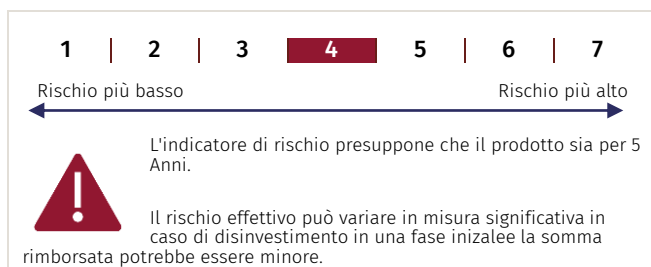 1 | 2 | 3 | 4 | 5 | 6 | 7
Rischio più basso Rischio più alto
L'indicatore di rischio presuppone che il prodotto sia per 5
Anni.
Il rischio effettivo può variare in misura significativa in
caso di disinvestimento in una fase inizalee la somma
rimborsata potrebbe essere minore.